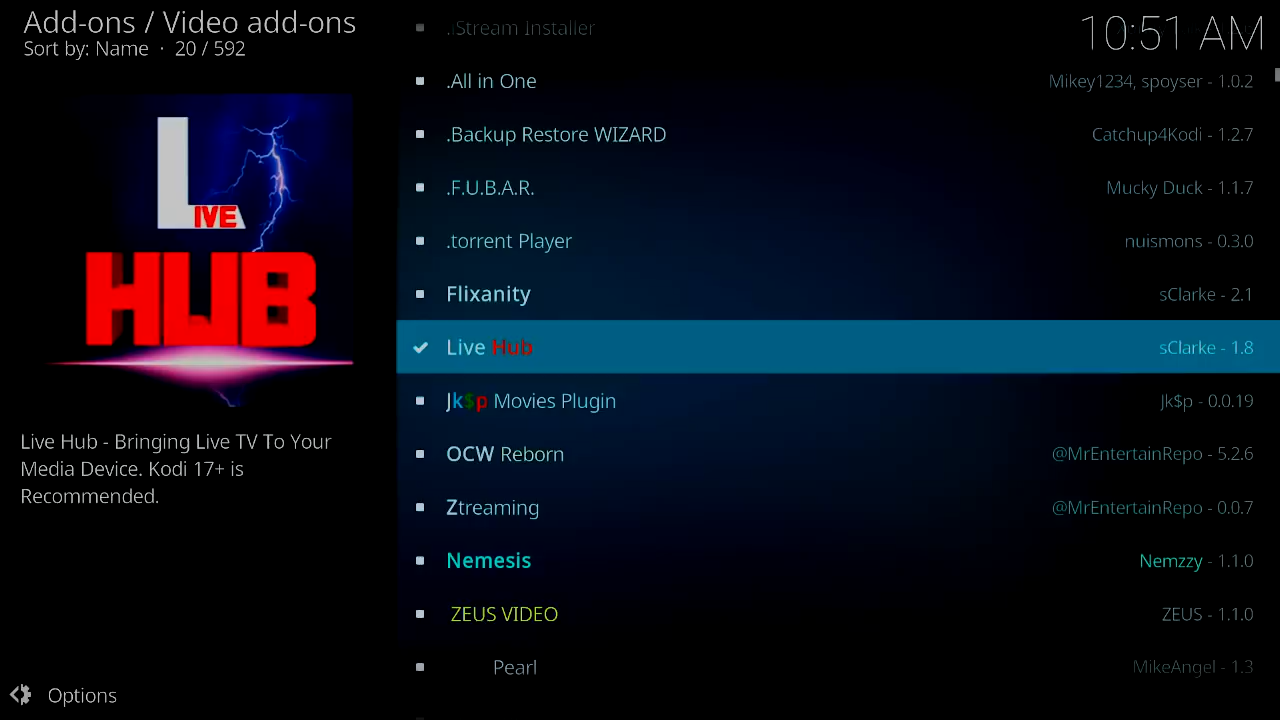 Add-ons / Video add-ons
Sort by: Name · 20 / 592
10:51 AM
LIVE
HUB
Live Hub - Bringing Live TV To Your
Media Device. Kodi 17+ is
Recommended.
Options
.iStream Installer
.All in One Mikey1234, spoyser - 1.0.2
.Backup Restore WIZARD Catchup4Kodi - 1.2.7
.F.U.B.A.R. Mucky Duck - 1.1.7
.torrent Player nuismons - 0.3.0
Flixanity sClarke - 2.1
Live Hub sClarke - 1.8
Jk$p Movies Plugin Jk$p - 0.0.19
OCW Reborn @MrEntertainRepo - 5.2.6
Ztreaming @MrEntertainRepo - 0.0.7
Nemesis Nemzzy - 1.1.0
ZEUS VIDEO ZEUS - 1.1.0
Pearl MikeAngel - 1.3